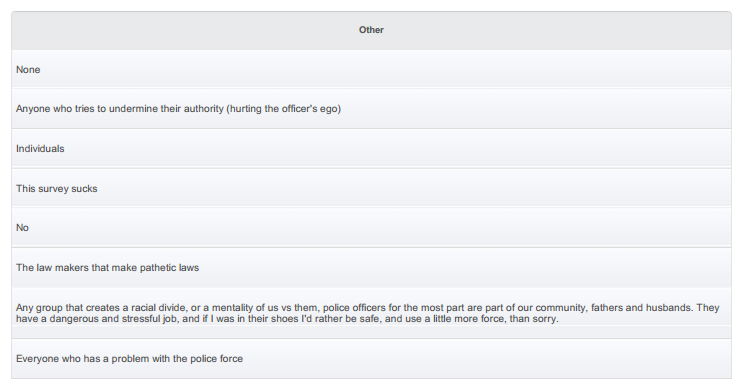 Other
None
Anyone who tries to undermine their authority (hurting the officer's ego)
Individuals
This survey sucks
No
The law makers that make pathetic laws
Any group that creates a racial divide, or a mentality of us vs them, police officers for the most part are part of our community, fathers and husbands. They
have a dangerous and stressful job, and if I was in their shoes I'd rather be safe, and use a little more force, than sorry.
Everyone who has a problem with the police force